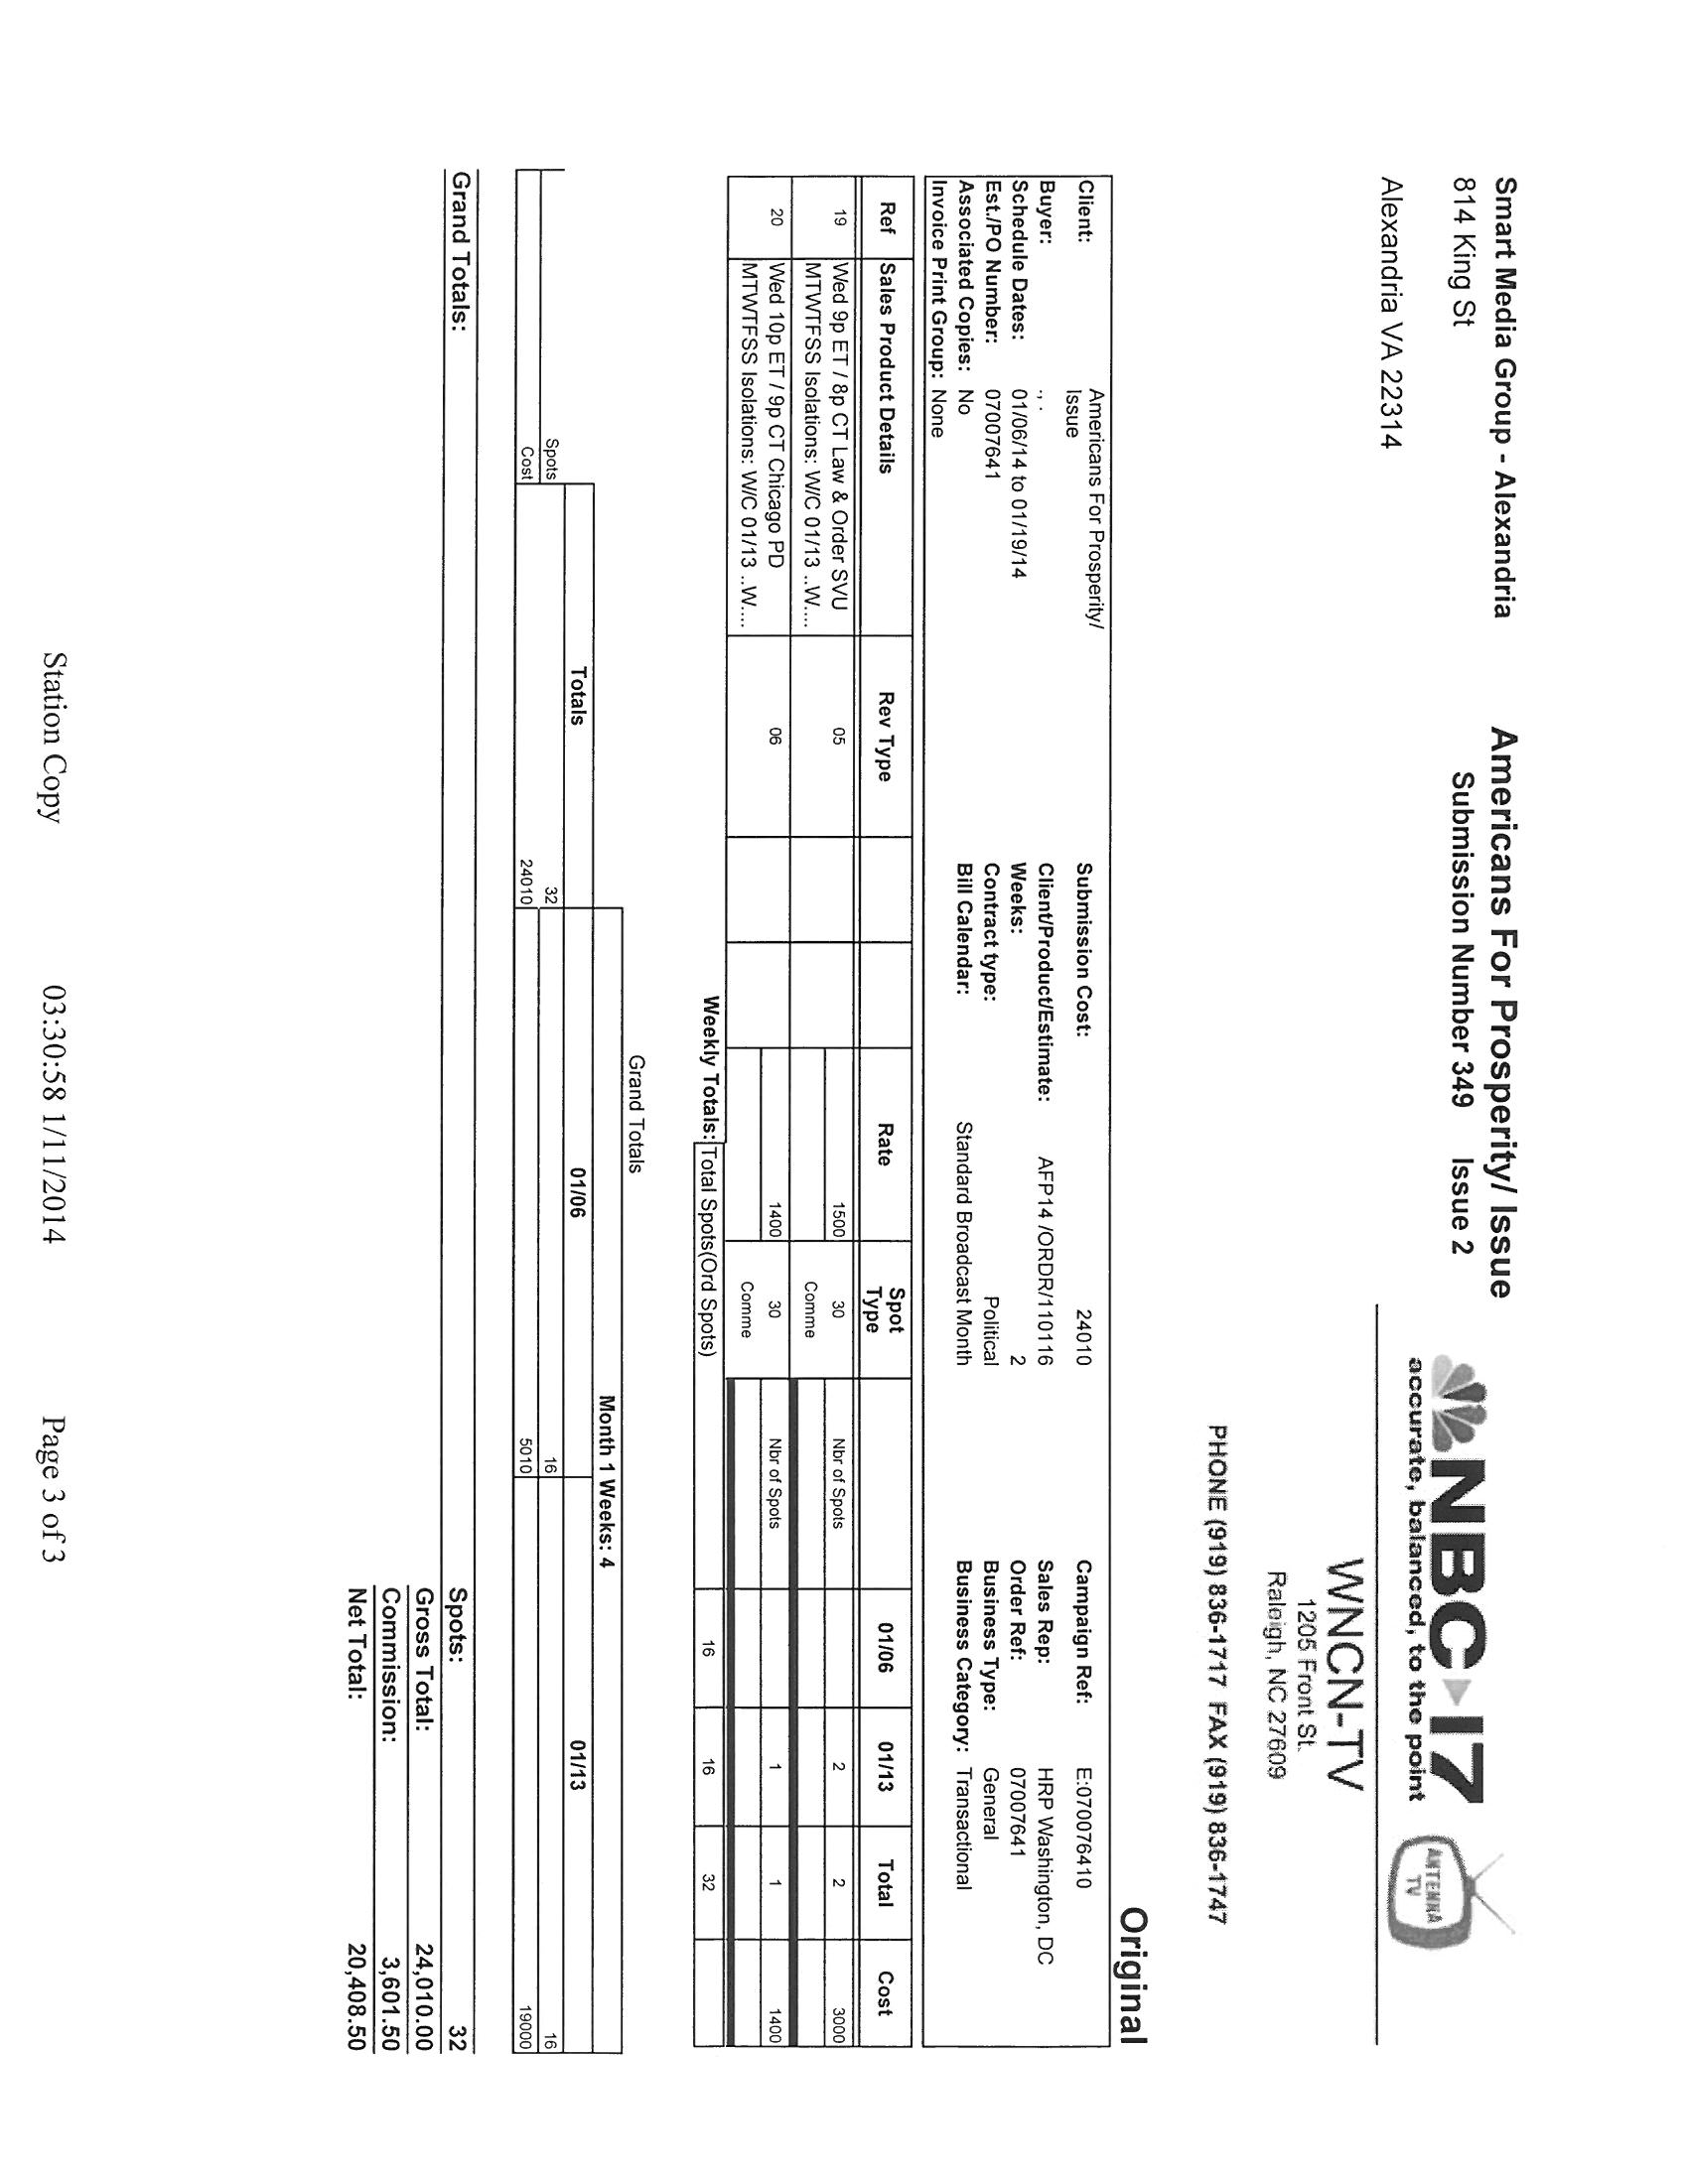 Smart Media Group - Alexandria
814 King St
Alexandria VA 22314
Americans For Prosperity/ Issue
Submission Number 349 Issue 2
NBC 17
accurate, balanced, to the point
ANTENNA TV
WNCN-TV
1205 Front St.
Raleigh, NC 27609
PHONE (919) 836-1717 FAX (919) 836-1747
Original
Client: Americans For Prosperity/ Issue Submission Cost: 24010 Campaign Ref: E:070076410
Buyer: ., . Client/Product/Estimate: AFP14 /ORDR/110116 Sales Rep: HRP Washington, DC
Schedule Dates: 01/06/14 to 01/19/14 Weeks: 2 Order Ref: 07007641
Est./PO Number: 07007641 Contract type: Political Business Type: General
Associated Copies: No Bill Calendar: Standard Broadcast Month Business Category: Transactional
Invoice Print Group: None
Ref Sales Product Details Rev Type Rate Spot Type 01/06 01/13 Total Cost
19 Wed 9p ET / 8p CT Law & Order SVU 05 1500 30 Nbr of Spots 2 2 3000
MTWTFSS Isolations: W/C 01/13 ..W.... Comme
20 Wed 10p ET / 9p CT Chicago PD 06 1400 30 Nbr of Spots 1 1 1400
MTWTFSS Isolations: W/C 01/13 ..W.... Comme
Weekly Totals: Total Spots(Ord Spots) 16 16 32
Grand Totals
Month 1 Weeks: 4
Totals 01/06 01/13
Spots 32 16 16
Cost 24010 5010 19000
Grand Totals: Spots: 32
Gross Total: 24,010.00
Commission: 3,601.50
Net Total: 20,408.50
Station Copy 03:30:58 1/11/2014 Page 3 of 3